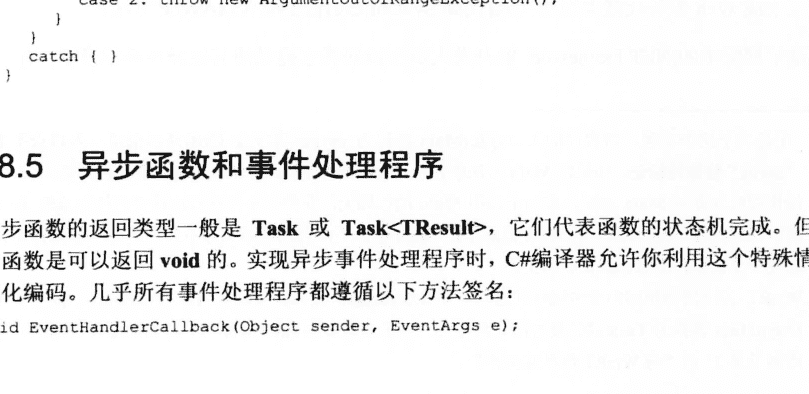 case 2: throw new ArgumentOutOfRangeException();
}
}
catch { }
}
8.5 异步函数和事件处理程序
步函数的返回类型一般是 Task 或 Task<TResult>，它们代表函数的状态机完成。但
函数是可以返回 void 的。实现异步事件处理程序时，C#编译器允许你利用这个特殊情
化编码。几乎所有事件处理程序都遵循以下方法签名：
id EventHandlerCallback(Object sender, EventArgs e);